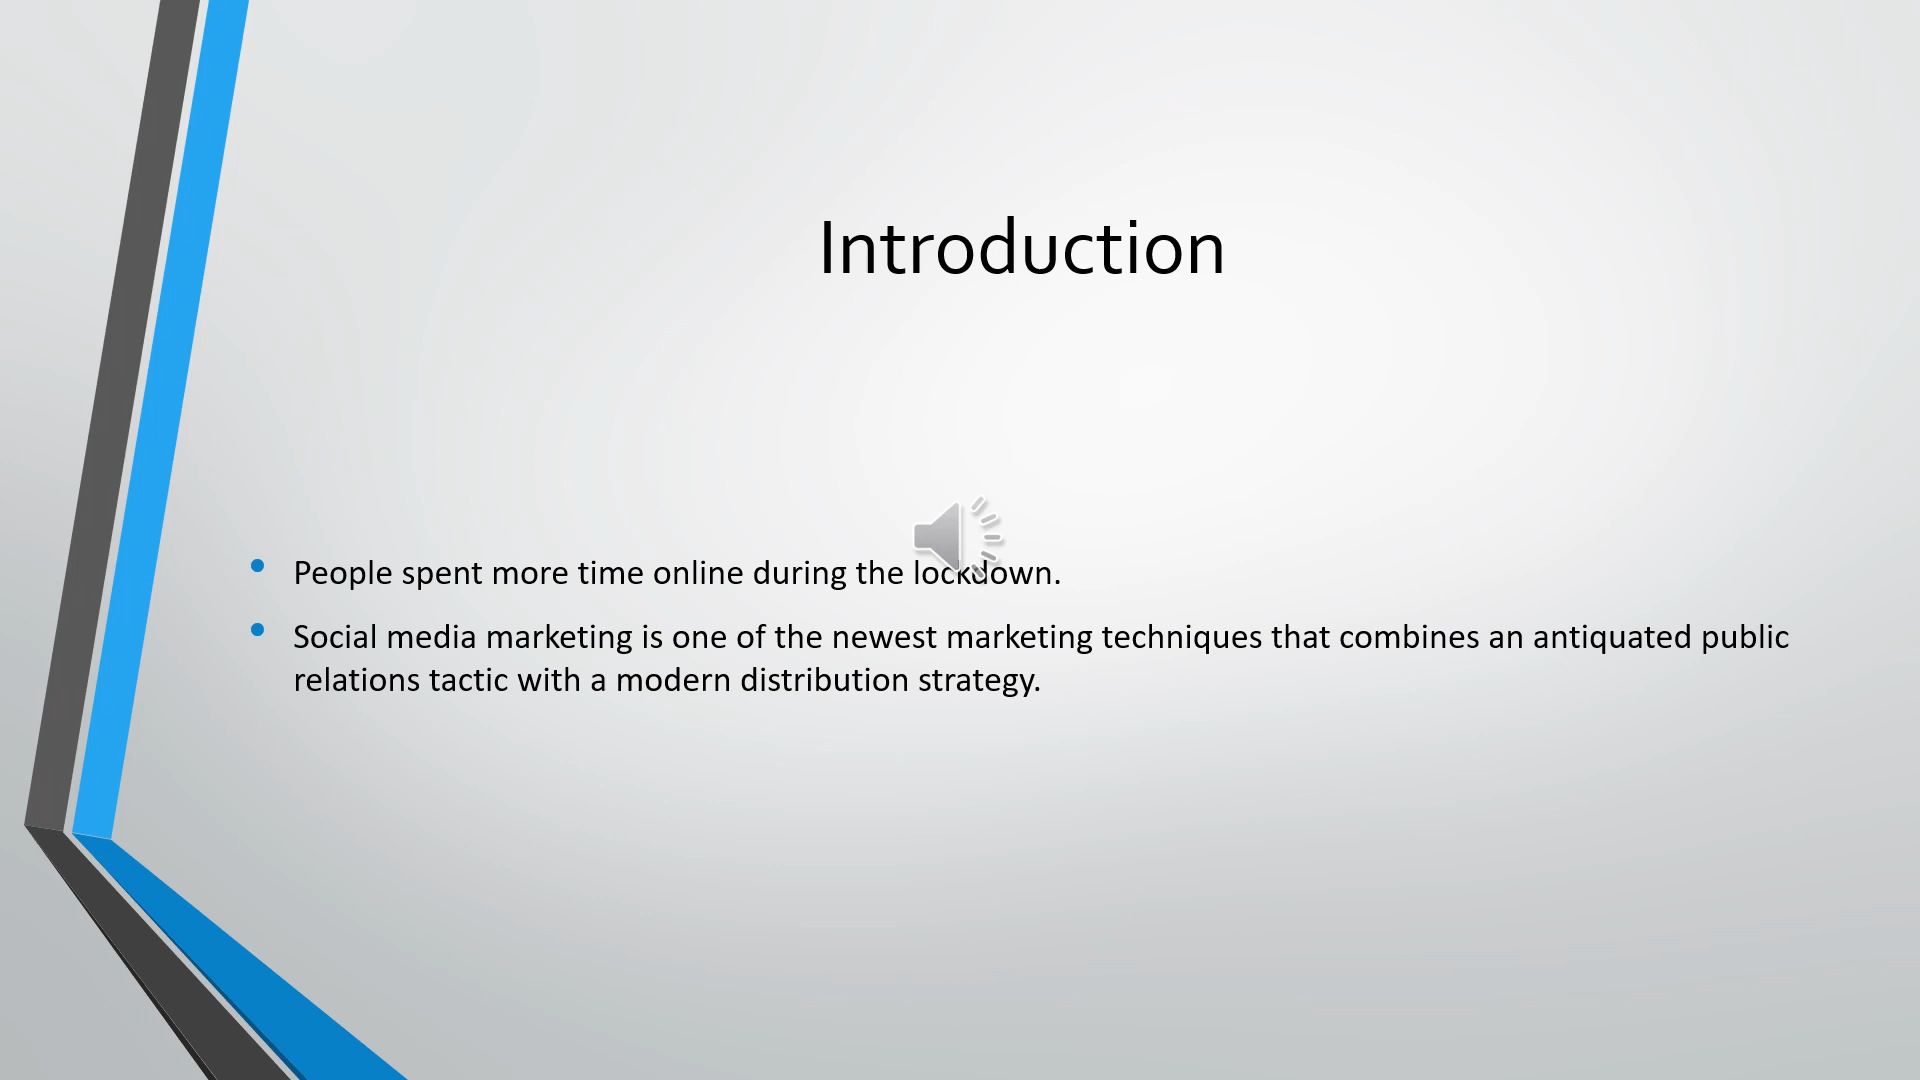 Introduction
• People spent more time online during the lockdown.
• Social media marketing is one of the newest marketing techniques that combines an antiquated public
relations tactic with a modern distribution strategy.